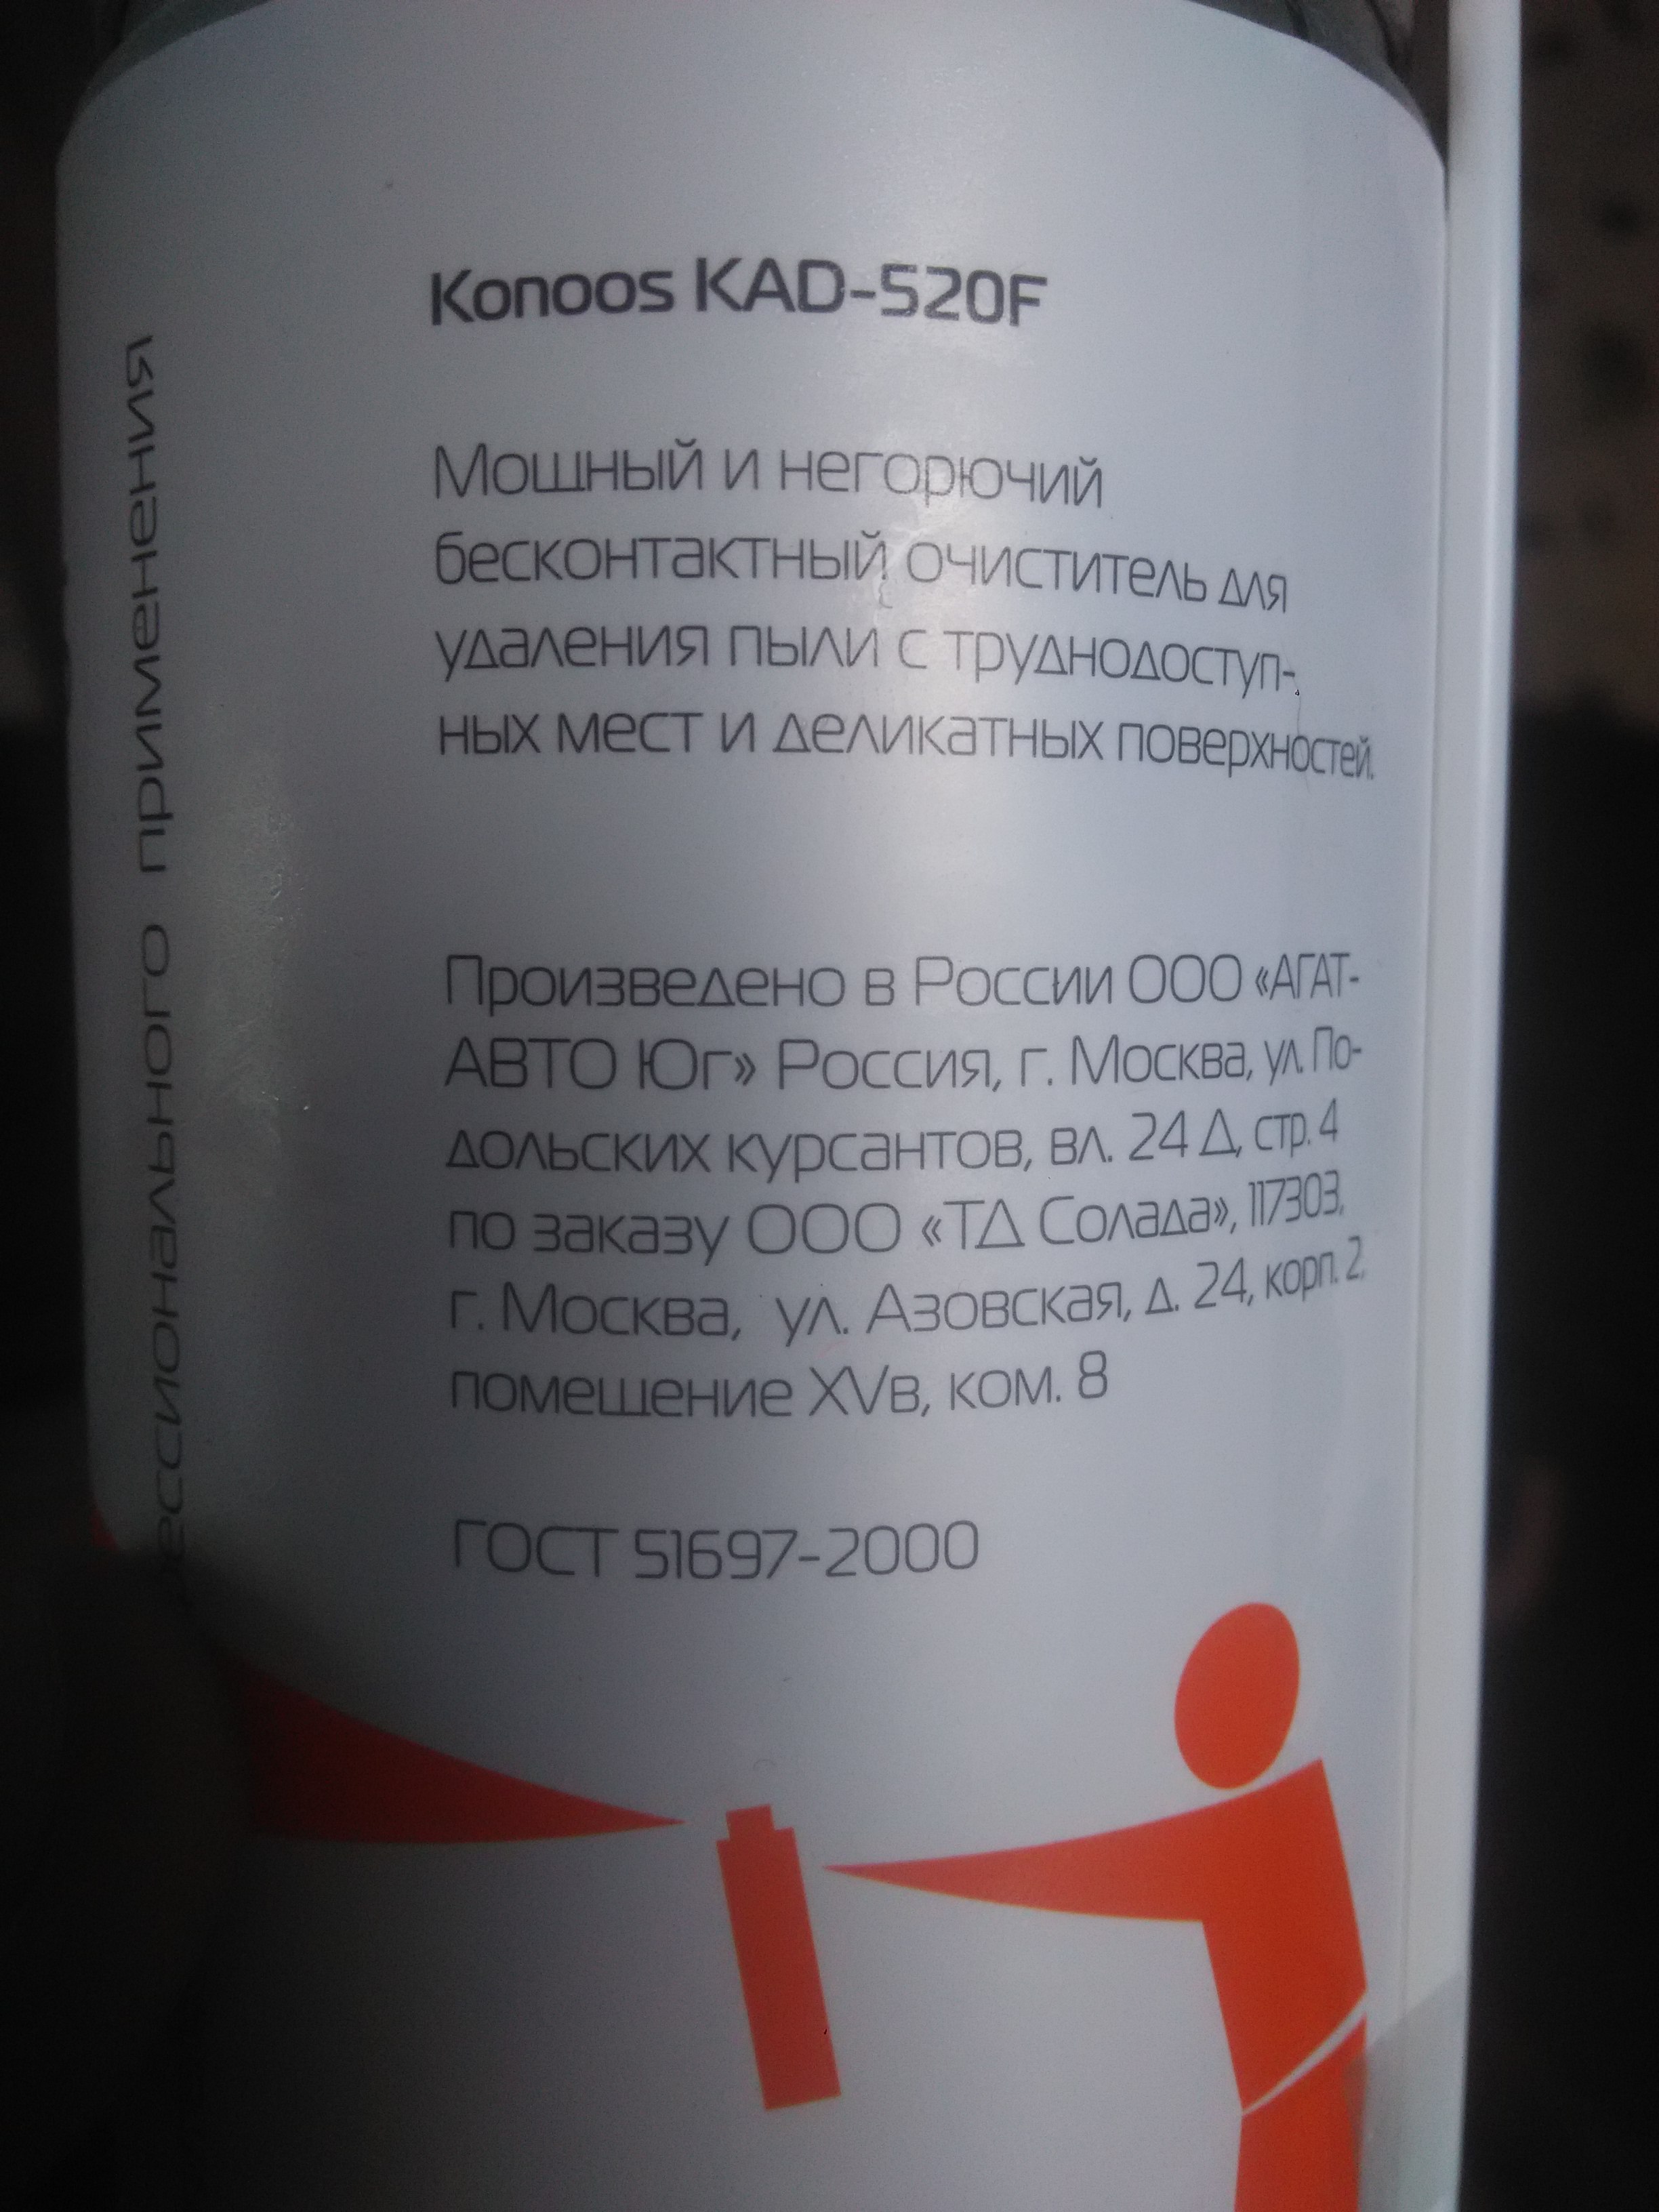 Konoos KAD-520F
Мощный и негорючий
бесконтактный очиститель для
удаления пыли с труднодоступ-
ных мест и деликатных поверхностей.
Произведено в России ООО «АГАТ-
АВТО Юг» Россия, г. Москва, ул. По-
дольских курсантов, вл. 24 Д, стр. 4
по заказу ООО «ТД Солада», 117303,
г. Москва, ул. Азовская, д. 24, корп. 2,
помещение XVв, ком. 8
ГОСТ 51697-2000
ессионального применения